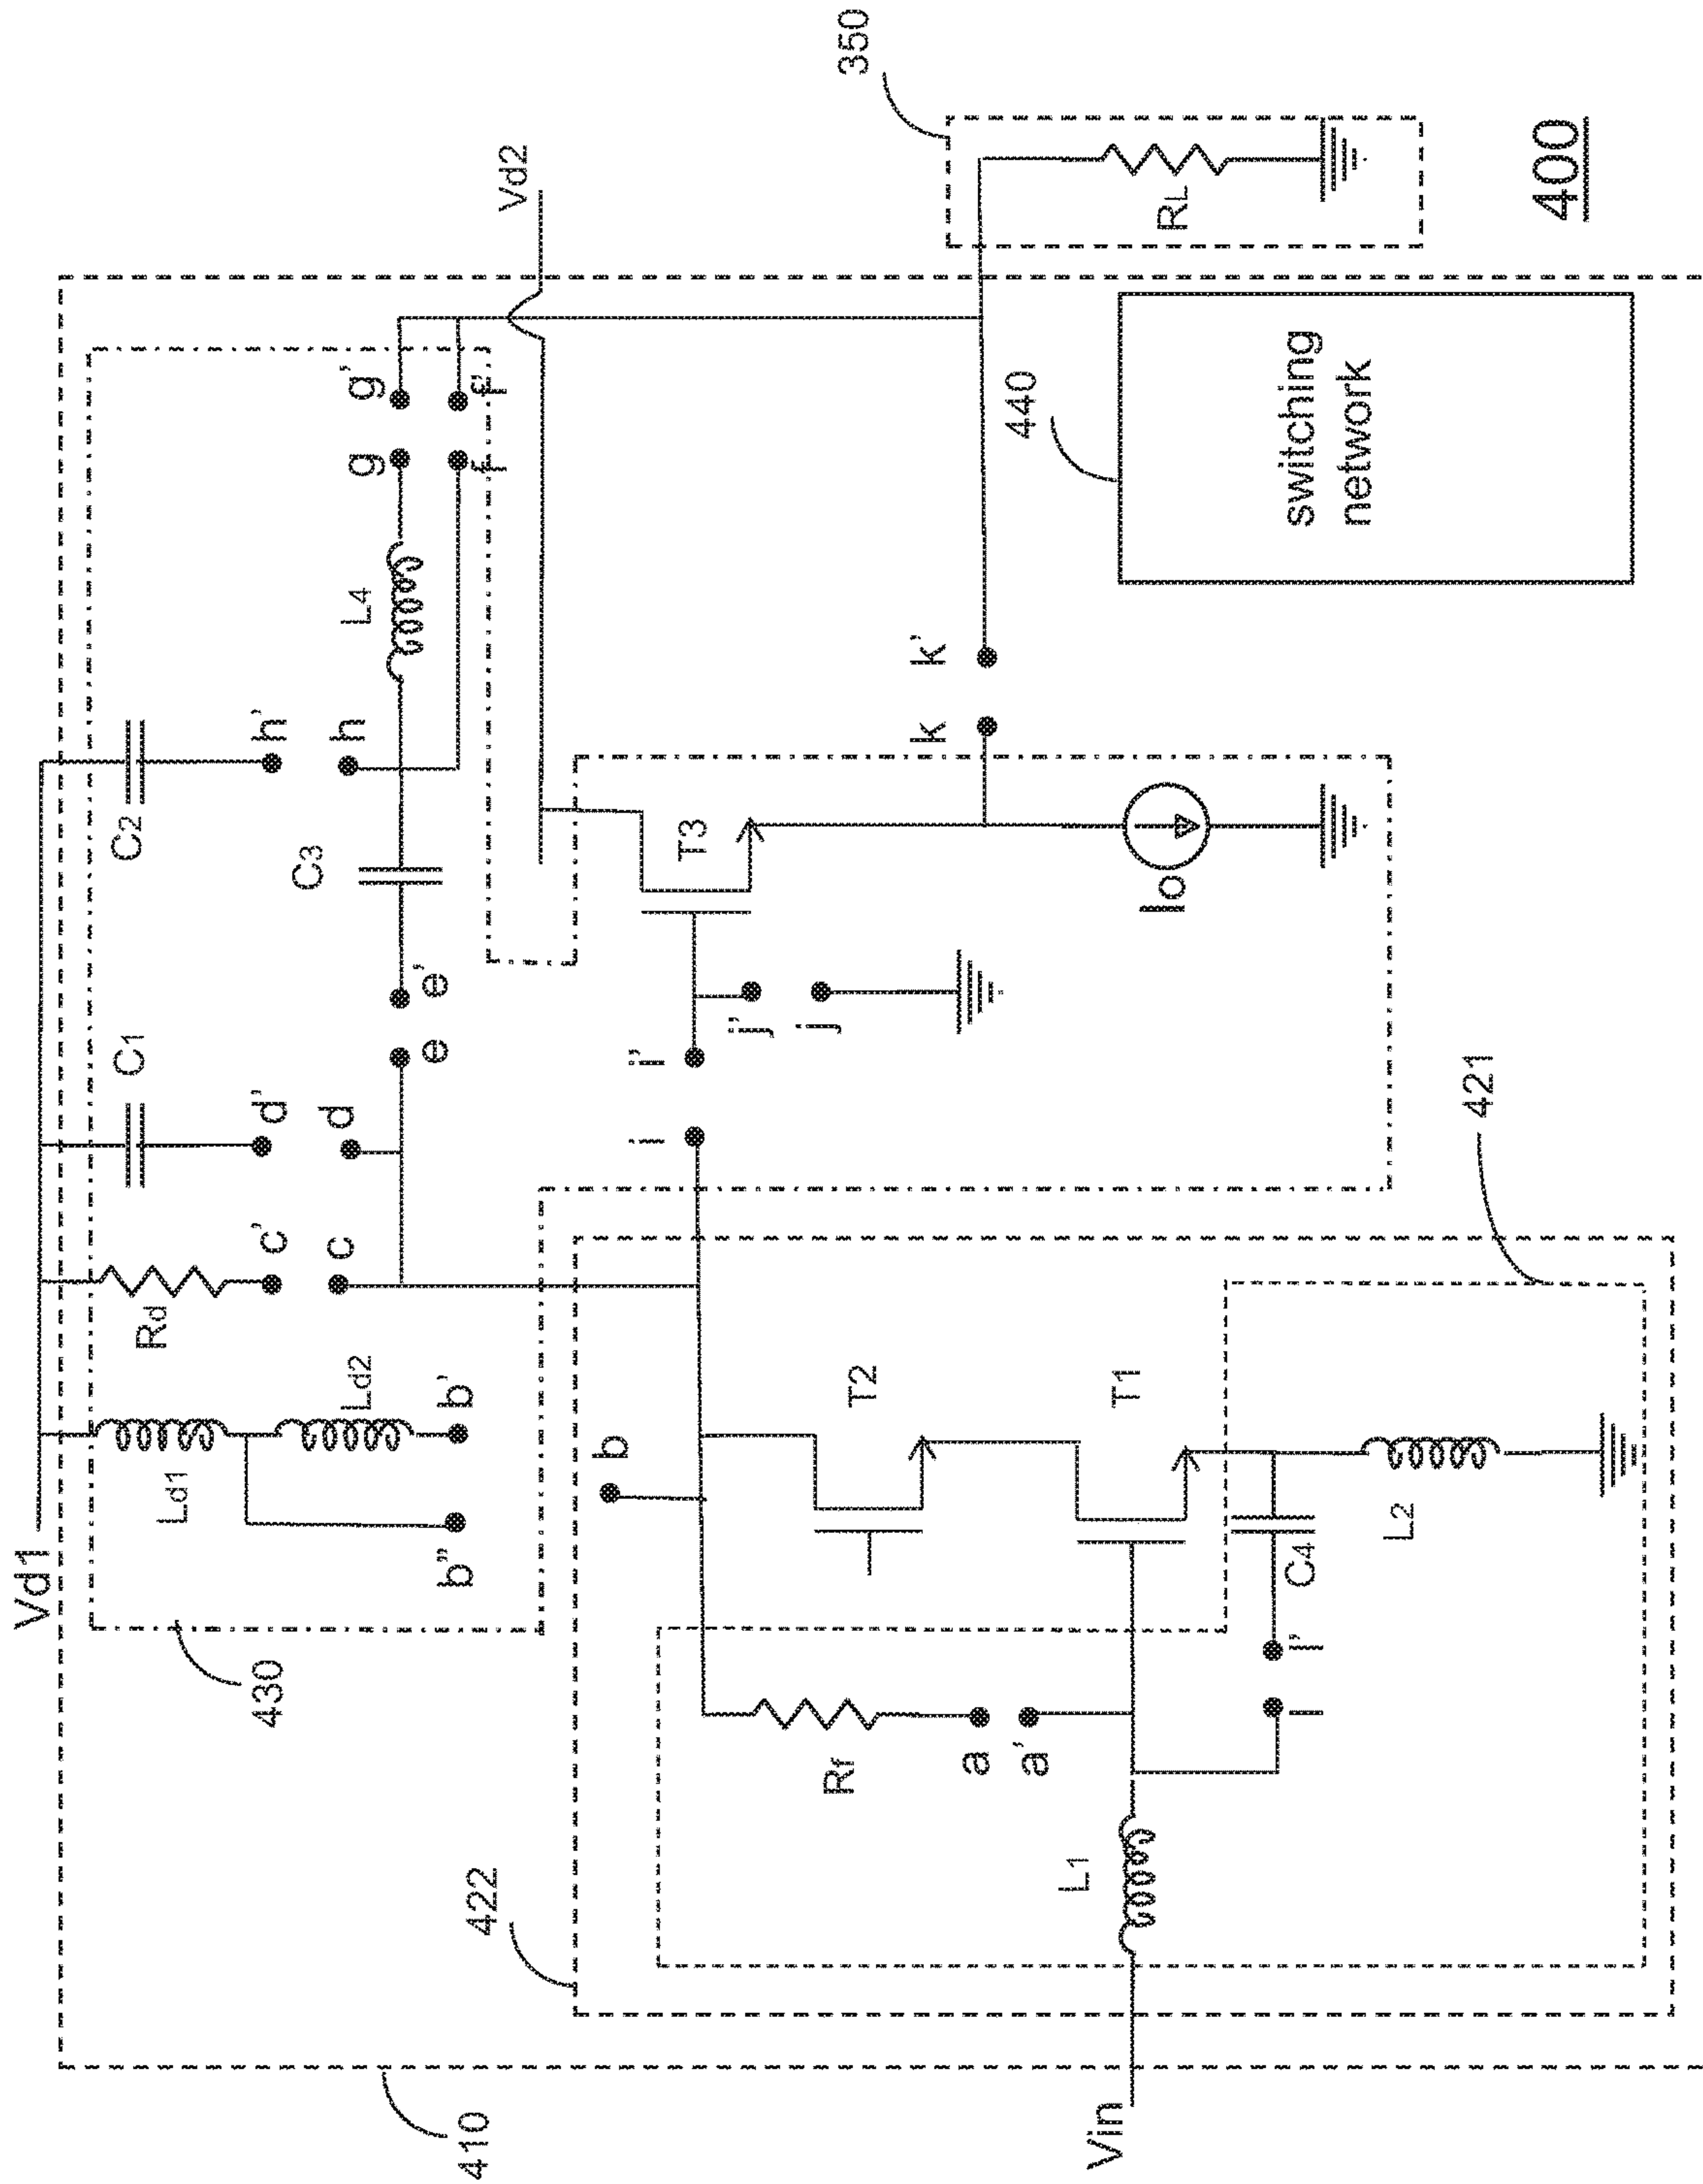 Vd1
Ld1
Ld2
b"
b'
b
Rd
c'
c
C1
d'
d
e
e'
C3
C2
h'
h
L4
g
g'
f
f'
Vd2
430
410
422
Rf
a
a'
L1
Vin
T2
T1
C4
l
l'
L2
421
i
i'
j'
j
T3
Io
k
k'
440
switching
network
RL
350
400